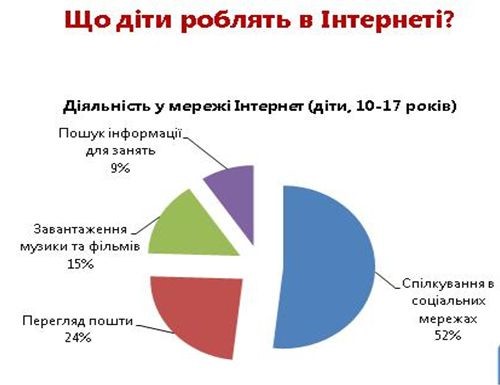 Що діти роблять в Інтернеті?
Діяльність у мережі Інтернет (діти, 10-17 років)
Пошук інформації
для занять
9%
Завантаження
музики та фільмів
15%
Перегляд пошти
24%
Спілкування в
соціальних
мережах
52%